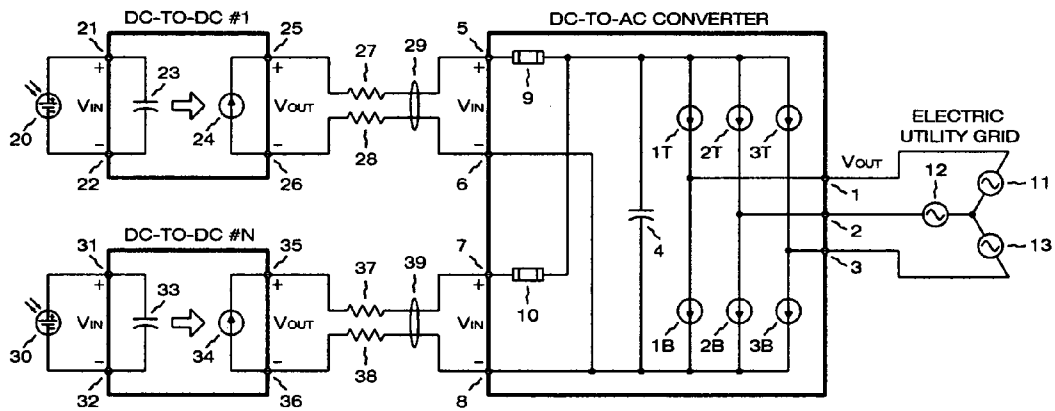 DC-TO-DC #1
DC-TO-AC CONVERTER
21
25
27
29
5
23
+
+
+
VIN
VOUT
VIN
9
20
24
−
−
−
28
22
26
6
1T
2T
3T
ELECTRIC
UTILITY GRID
VOUT
12
11
1
2
13
3
4
DC-TO-DC #N
31
35
37
39
7
33
+
+
+
VIN
VOUT
VIN
10
30
34
−
−
−
38
32
36
8
1B
2B
3B